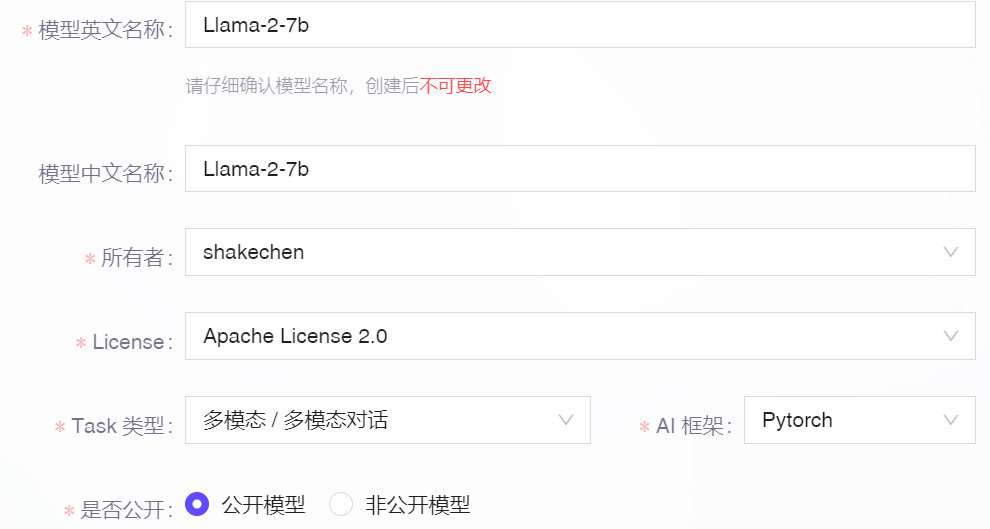 * 模型英文名称: Llama-2-7b
请仔细确认模型名称，创建后不可更改
模型中文名称: Llama-2-7b
* 所有者: shakechen
* License: Apache License 2.0
* Task 类型: 多模态 / 多模态对话 * AI 框架: Pytorch
* 是否公开: 公开模型 非公开模型